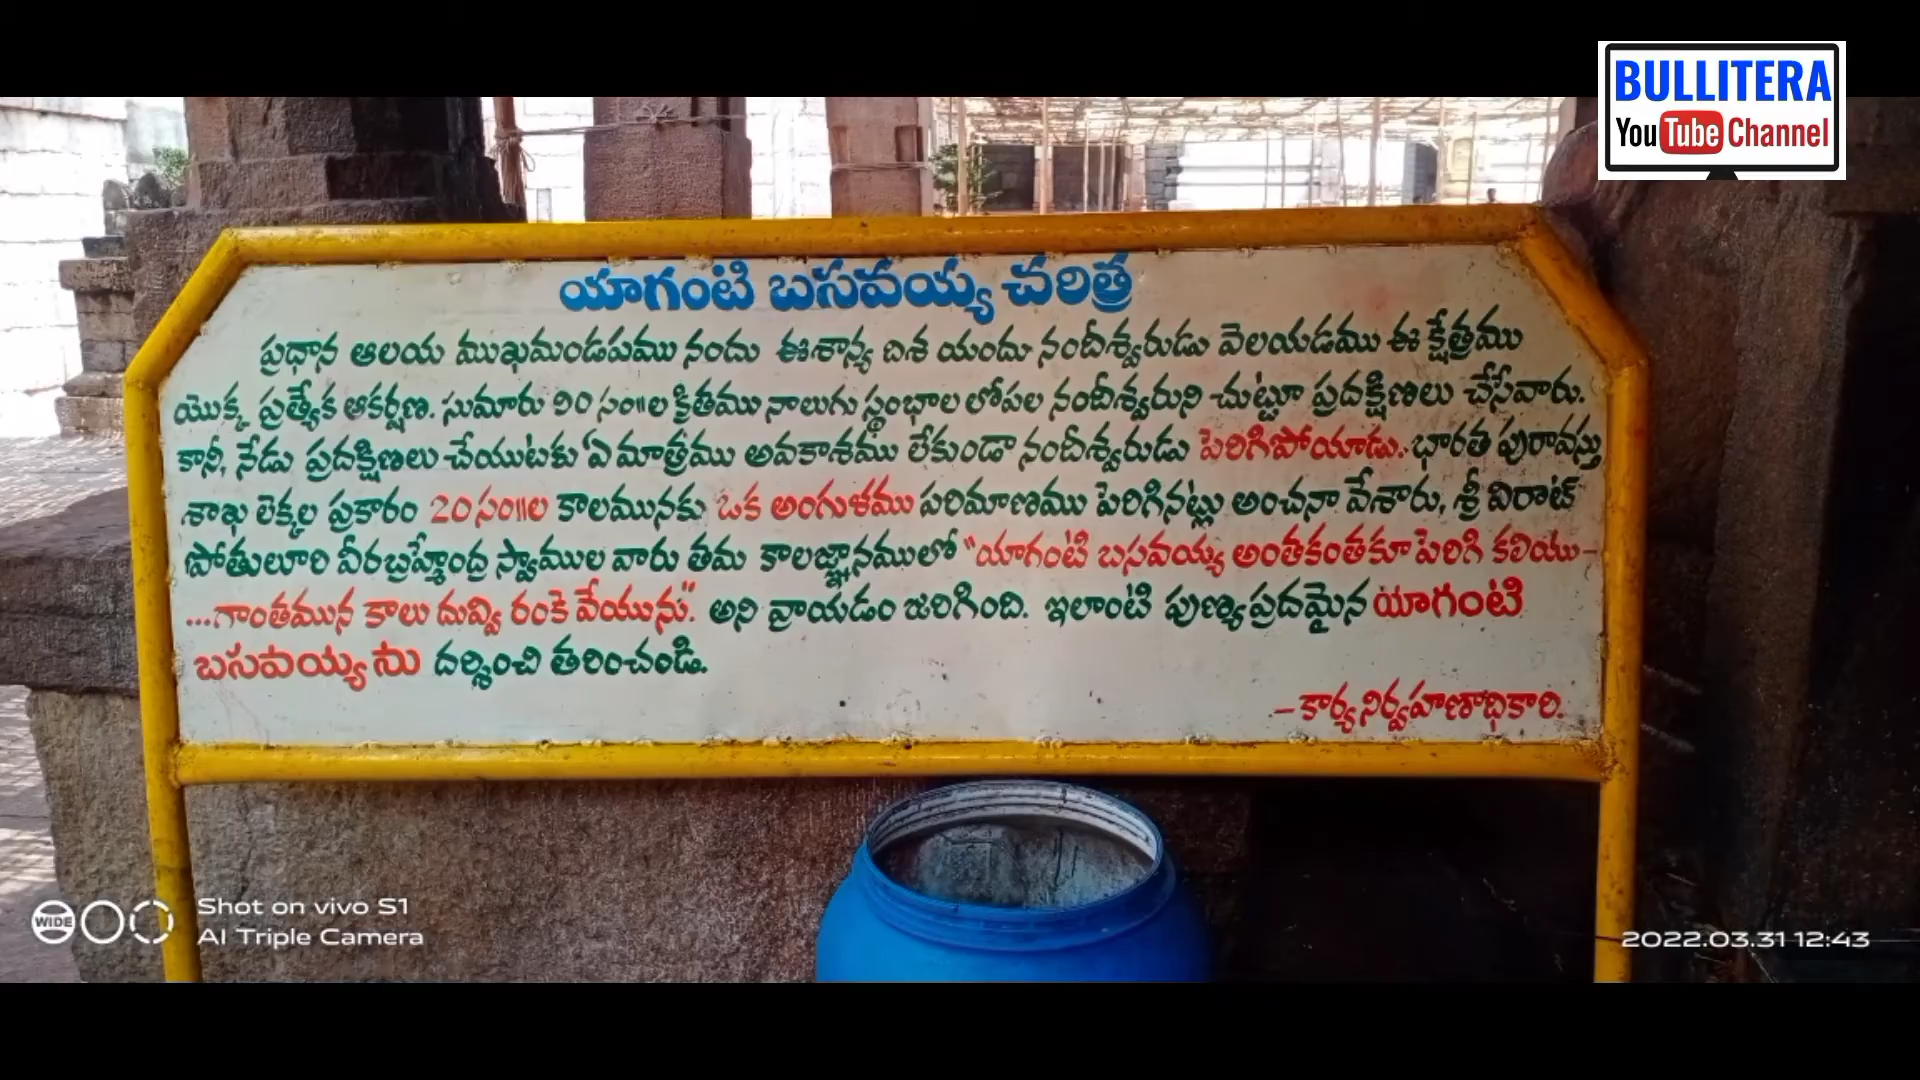 BULLITERA
YouTube Channel
యాగంటి బసవయ్య చరిత్ర
ప్రధాన ఆలయ ముఖమండపము నందు ఈశాన్య దిశ యందు నందీశ్వరుడు వెలయడము ఈ క్షేత్రము
యొక్క ప్రత్యేక ఆకర్షణ. సుమారు 90 సం॥ల క్రితము నాలుగు స్థంభాల లోపల నందీశ్వరుని చుట్టూ ప్రదక్షిణలు చేసేవారు.
కానీ, నేడు ప్రదక్షిణలు చేయుటకు ఏ మాత్రము అవకాశము లేకుండా నందీశ్వరుడు పెరిగిపోయాడు. భారత పురావస్తు
శాఖ లెక్కల ప్రకారం 20 సం॥ల కాలమునకు ఒక అంగుళము పరిమాణము పెరిగినట్లు అంచనా వేశారు, శ్రీ విరాట్
పోతులూరి వీరబ్రహ్మేంద్ర స్వాముల వారు తమ కాలజ్ఞానములో "యాగంటి బసవయ్య అంతకంతకూ పెరిగి కలియు-
...గాంతమున కాలు దువ్వి రంకె వేయును". అని వ్రాయడం జరిగింది. ఇలాంటి పుణ్యప్రదమైన యాగంటి
బసవయ్య ను దర్శించి తరించండి.
- కార్యనిర్వహణాధికారి.
WIDE
Shot on vivo S1
AI Triple Camera
2022.03.31 12:43